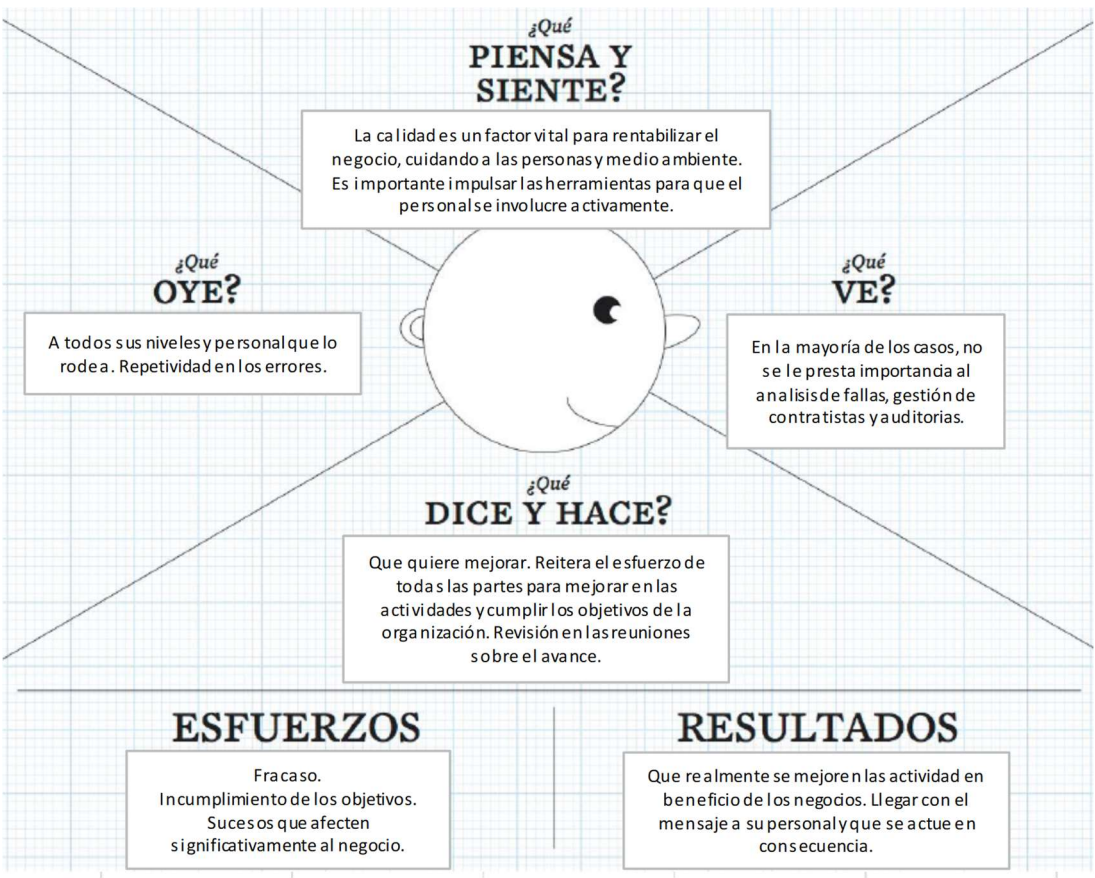 ¿Qué
PIENSA Y
SIENTE?
La calidad es un factor vital para rentabilizar el
negocio, cuidando a las personas y medio ambiente.
Es importante impulsar las herramientas para que el
personal se involucre activamente.
¿Qué
OYE?
A todos sus niveles y personal que lo
rodea. Repetividad en los errores.
¿Qué
VE?
En la mayoría de los casos, no
se le presta importancia al
analisis de fallas, gestión de
contratistas y auditorias.
¿Qué
DICE Y HACE?
Que quiere mejorar. Reitera el esfuerzo de
todas las partes para mejorar en las
actividades y cumplir los objetivos de la
organización. Revisión en las reuniones
sobre el avance.
ESFUERZOS
Fracaso.
Incumplimiento de los objetivos.
Sucesos que afecten
significativamente al negocio.
RESULTADOS
Que realmente se mejoren las actividad en
beneficio de los negocios. Llegar con el
mensaje a su personal y que se actue en
consecuencia.